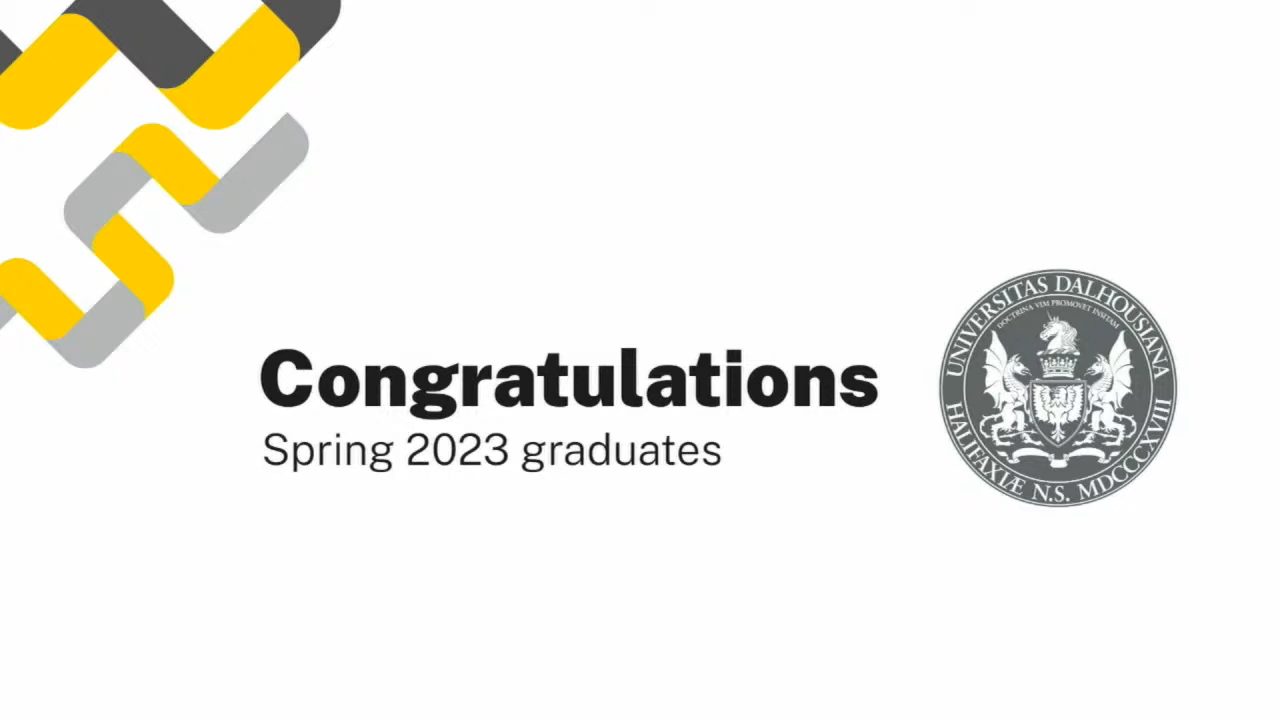 Congratulations
Spring 2023 graduates
UNIVERSITAS DALHOUSIANA
DOCTRINA VIM PROMOVET INSITAM
HALIFAXIÆ N.S. MDCCCXVIII